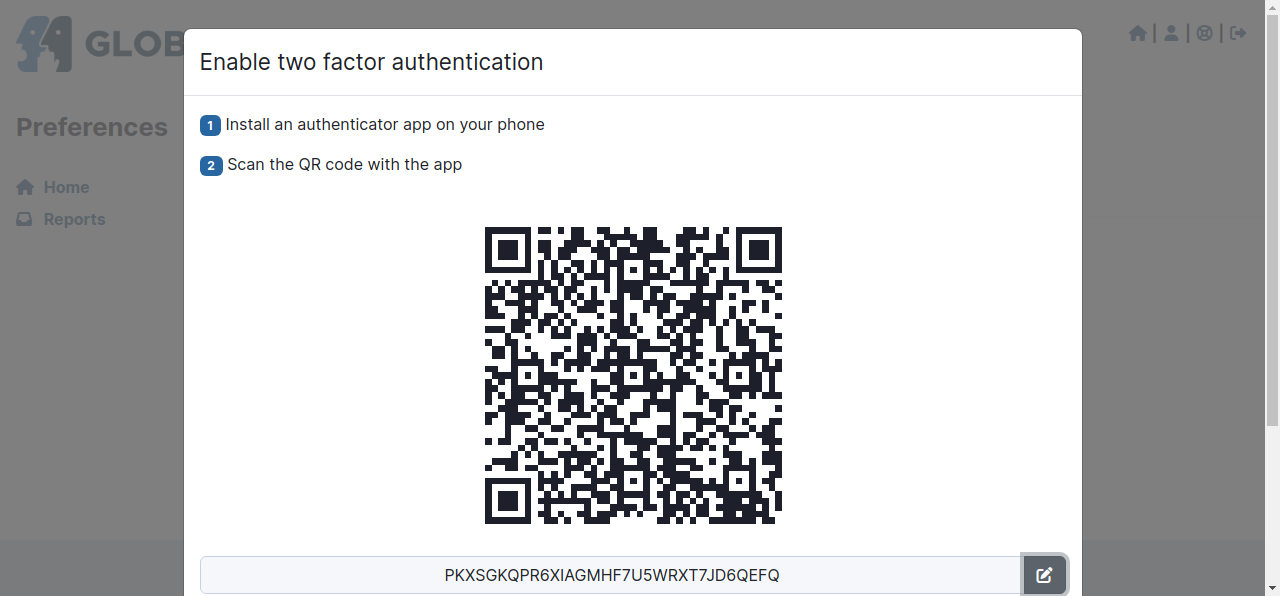 GLOB
Enable two factor authentication
Preferences
1 Install an authenticator app on your phone
2 Scan the QR code with the app
Home
Reports
PKXSGKQPR6XIAGMHF7U5WRXT7JD6QEFQ